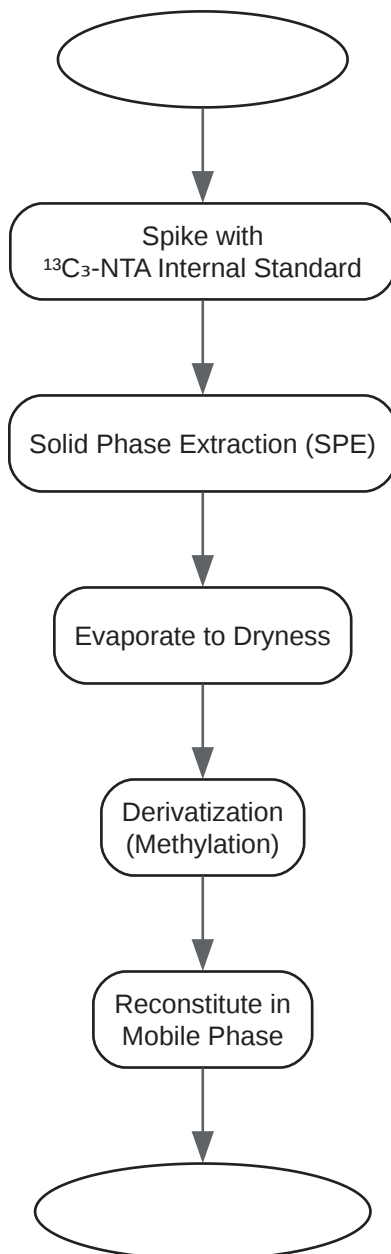 Spike with
¹³C₃-NTA Internal Standard
Solid Phase Extraction (SPE)
Evaporate to Dryness
Derivatization
(Methylation)
Reconstitute in
Mobile Phase